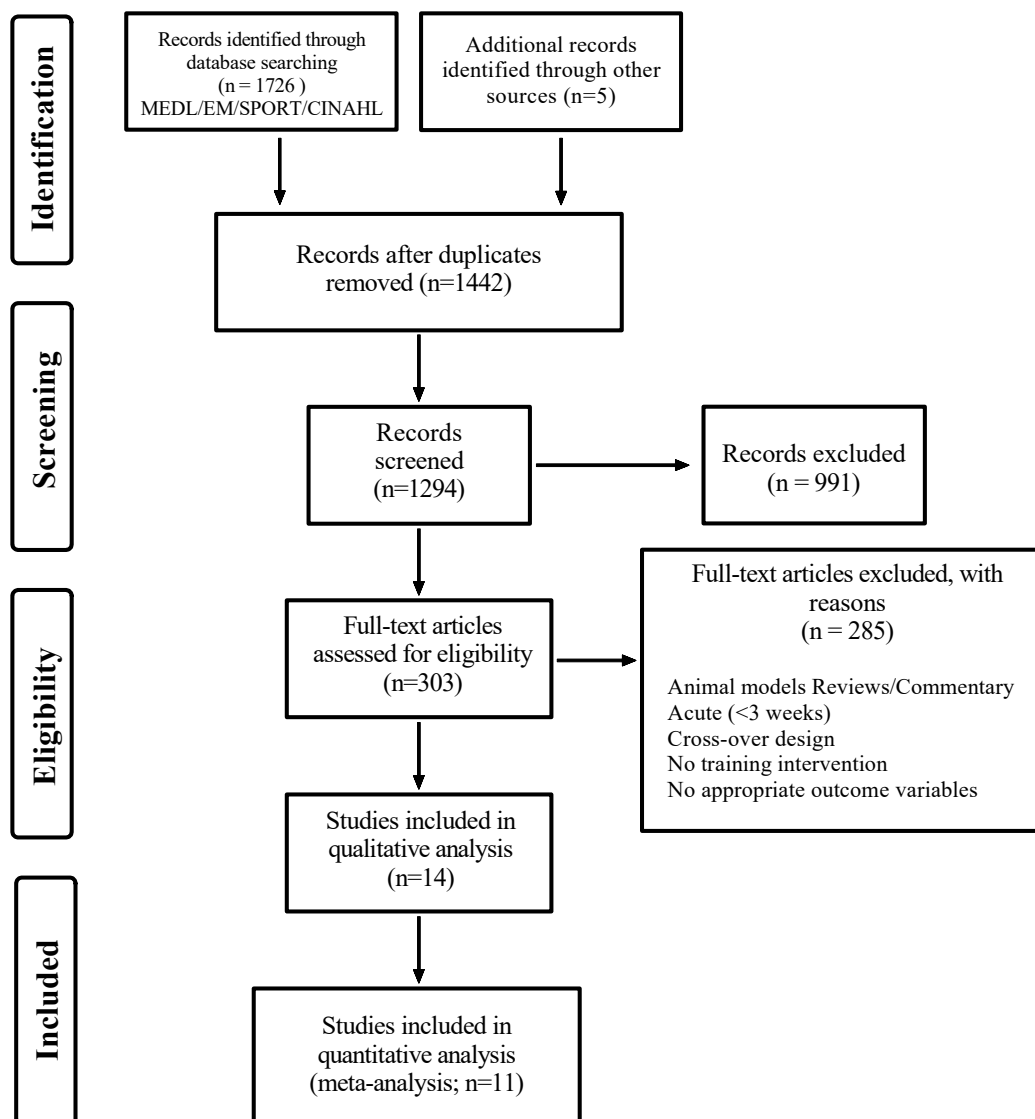 Identification
Records identified through
database searching
(n = 1726 )
MEDL/EM/SPORT/CINAHL
Additional records
identified through other
sources (n=5)
Records after duplicates
removed (n=1442)
Screening
Records
screened
(n=1294)
Records excluded
(n = 991)
Eligibility
Full-text articles
assessed for eligibility
(n=303)
Full-text articles excluded, with
reasons
(n = 285)
Animal models Reviews/Commentary
Acute (<3 weeks)
Cross-over design
No training intervention
No appropriate outcome variables
Studies included in
qualitative analysis
(n=14)
Included
Studies included in
quantitative analysis
(meta-analysis; n=11)